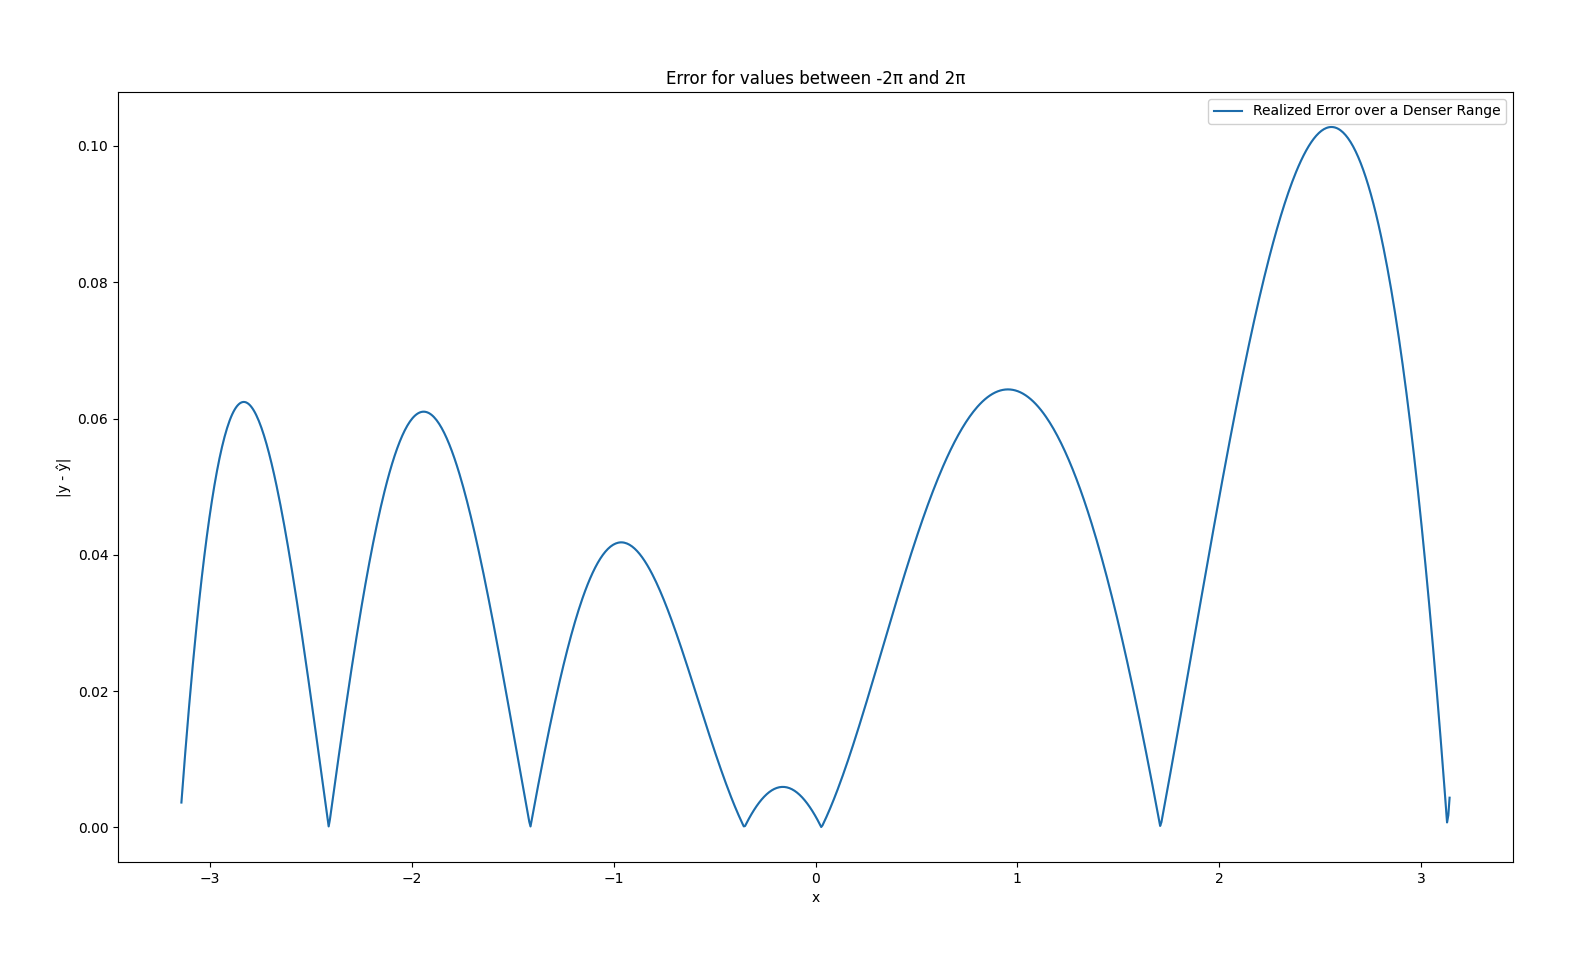 Error for values between -2π and 2π
Realized Error over a Denser Range
|y - ŷ|
0.10
0.08
0.06
0.04
0.02
0.00
−3 −2 −1 0 1 2 3
x